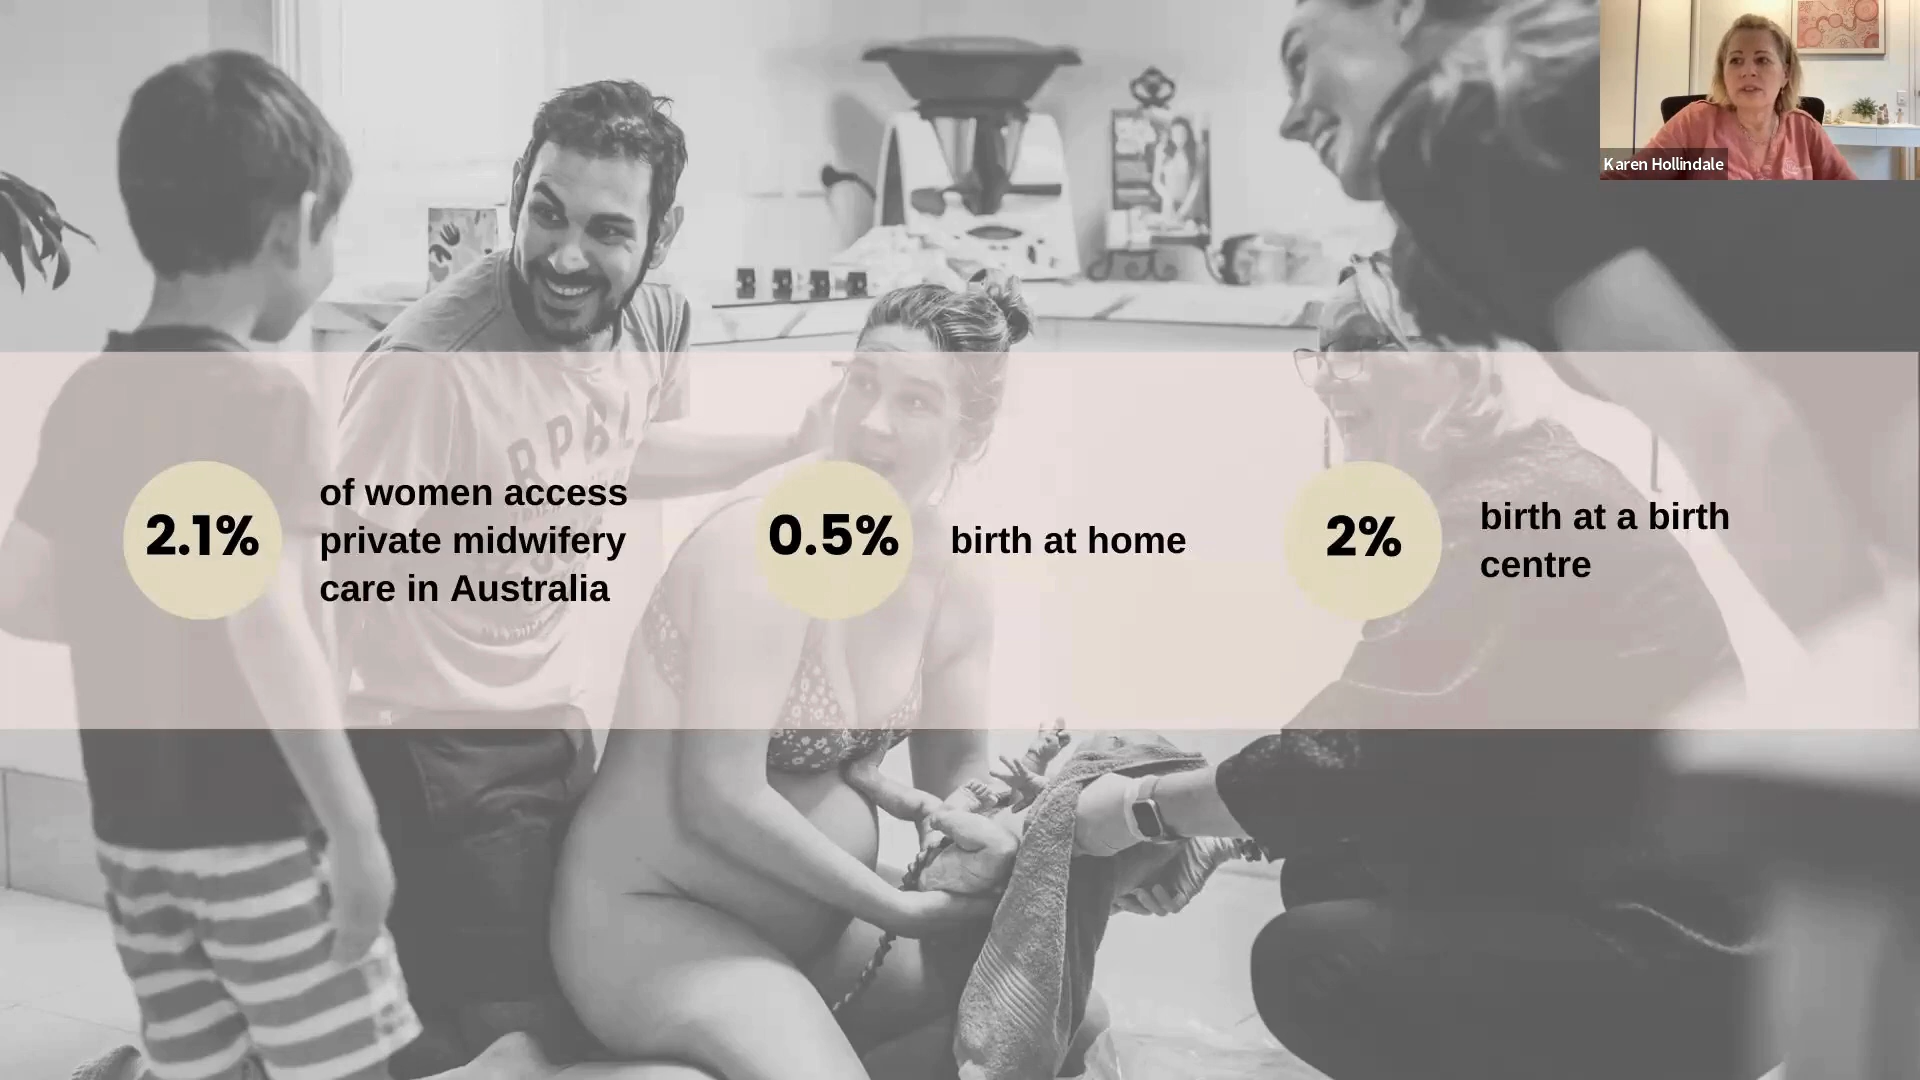 Karen Hollindale
2.1%
of women access
private midwifery
care in Australia
0.5%
birth at home
2%
birth at a birth
centre